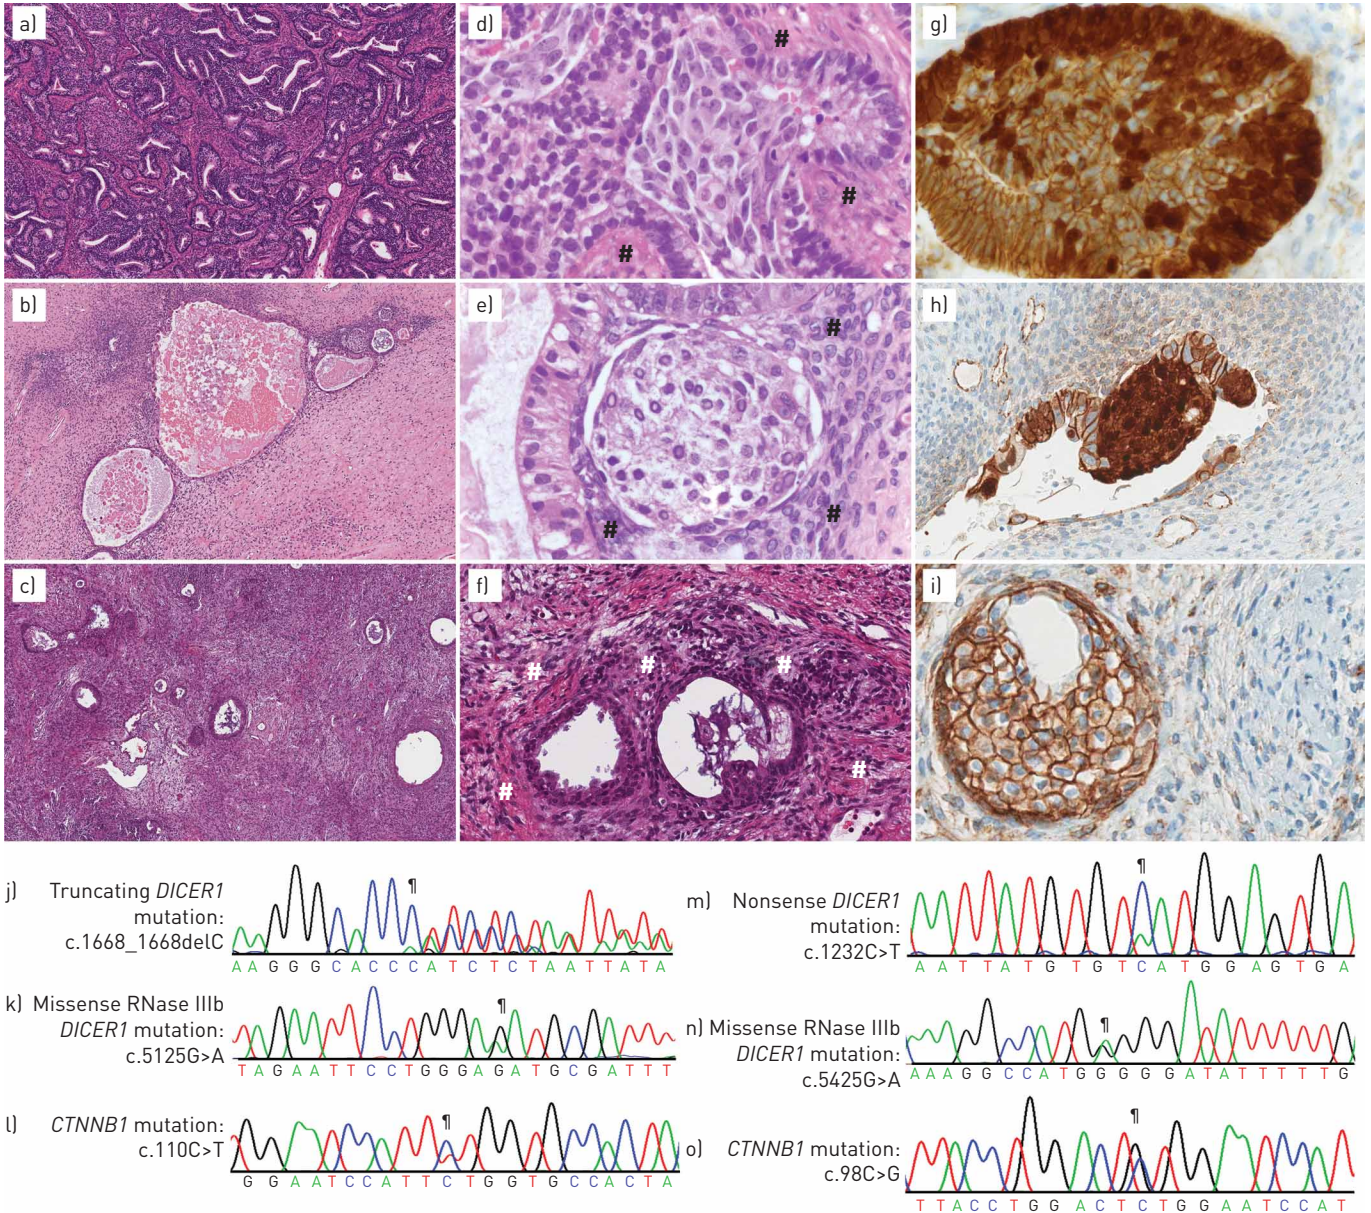 a)
d)
#
#
#
g)
b)
e)
#
#
#
h)
c)
f)
#
#
#
#
#
i)
j) Truncating DICER1
mutation:
c.1668_1668delC
¶
A A G G G C A C C C A T C T C T A A T T A T A
k) Missense RNase IIIb
DICER1 mutation:
c.5125G>A
¶
T A G A A T T C C T G G G A G A T G C G A T T T
l) CTNNB1 mutation:
c.110C>T
¶
G G A A T C C A T T C T G G T G C C A C T A
m) Nonsense DICER1
mutation:
c.1232C>T
¶
A A T T A T G T G T C A T G G A G T G A
n) Missense RNase IIIb
DICER1 mutation:
c.5425G>A
¶
A A A G G C C A T G G G G G A T A T T T T G
o) CTNNB1 mutation:
c.98C>G
¶
T T A C C T G G A C T C T G G A A T C C A T